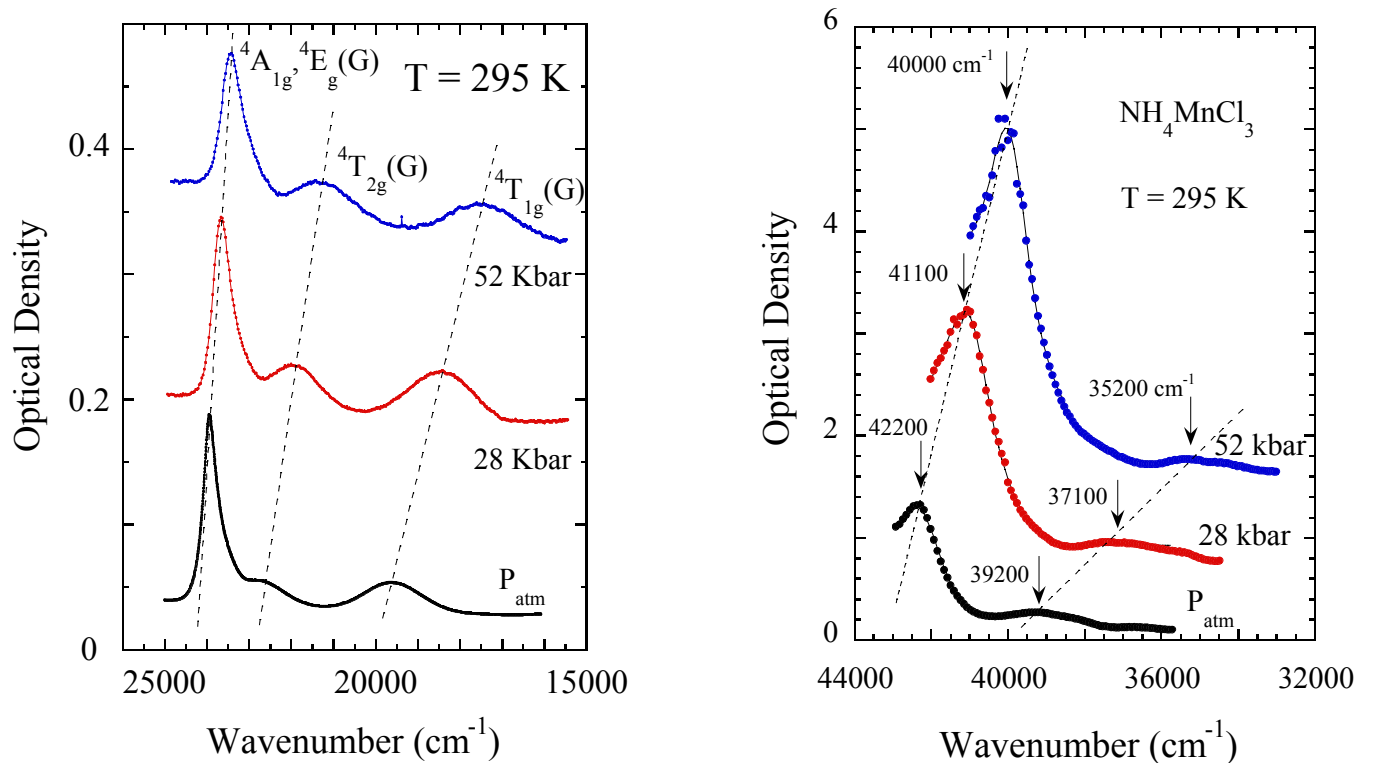 ⁴A₁g,⁴Eg(G)
T = 295 K
⁴T₂g(G)
⁴T₁g(G)
52 Kbar
28 Kbar
Patm
0.4
0.2
0
Optical Density
25000 20000 15000
Wavenumber (cm⁻¹)
6
4
2
0
Optical Density
40000 cm⁻¹
NH₄MnCl₃
T = 295 K
41100
35200 cm⁻¹
42200
52 kbar
37100
28 kbar
39200
Patm
44000 40000 36000 32000
Wavenumber (cm⁻¹)